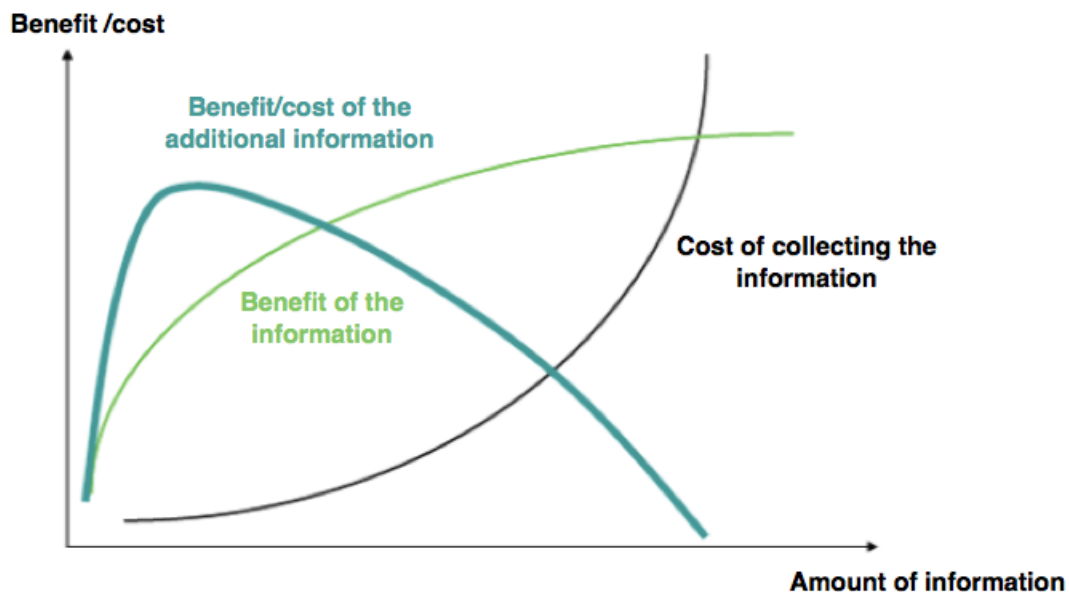 Benefit /cost
Benefit/cost of the
additional information
Cost of collecting the
information
Benefit of the
information
Amount of information